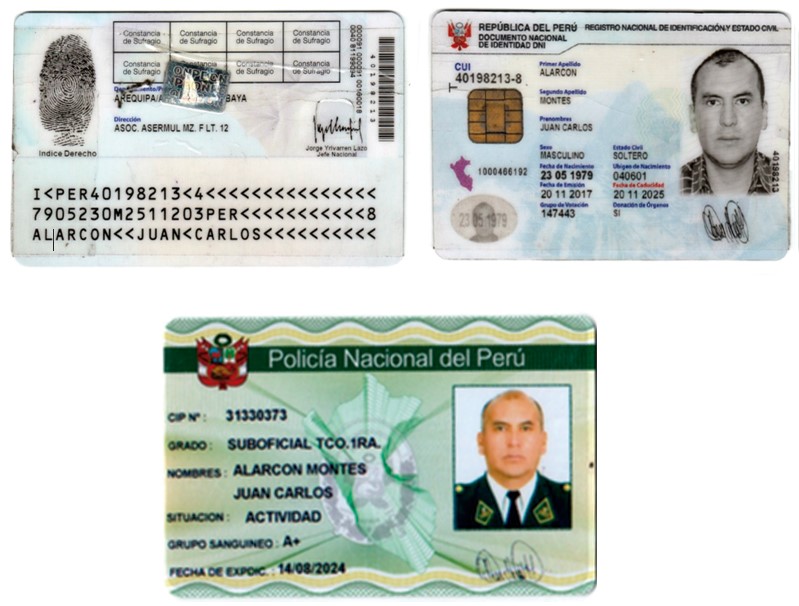 Constancia de Sufragio Constancia de Sufragio Constancia de Sufragio Constancia de Sufragio
Constancia de Sufragio Constancia de Sufragio Constancia de Sufragio
40198213
Dirección
ASOC. ASERMUL MZ. F LT. 12
Indice Derecho
Jorge Yrivarren Lazo
Jefe Nacional
I<PER40198213<4<<<<<<<<<<<<<<<
7905230M2511203PER<<<<<<<<<<<8
ALARCON<<JUAN<CARLOS<<<<<<<<<<
REPÚBLICA DEL PERÚ REGISTRO NACIONAL DE IDENTIFICACIÓN Y ESTADO CIVIL
DOCUMENTO NACIONAL
DE IDENTIDAD DNI
CUI
40198213-8
Primer Apellido
ALARCON
Segundo Apellido
MONTES
Prenombres
JUAN CARLOS
Sexo Estado Civil
MASCULINO SOLTERO
Fecha de Nacimiento Ubigeo de Nacimiento
23 05 1979 040601
Fecha de Emisión Fecha de Caducidad
20 11 2017 20 11 2025
Grupo de Votación Donación de Órganos
147443 SI
1000466192
23 05 1979
40198213
Policía Nacional del Perú
CIP Nº : 31330373
GRADO : SUBOFICIAL TCO.1RA.
NOMBRES : ALARCON MONTES
JUAN CARLOS
SITUACION : ACTIVIDAD
GRUPO SANGUINEO : A+
FECHA DE EXPDIC. : 14/08/2024